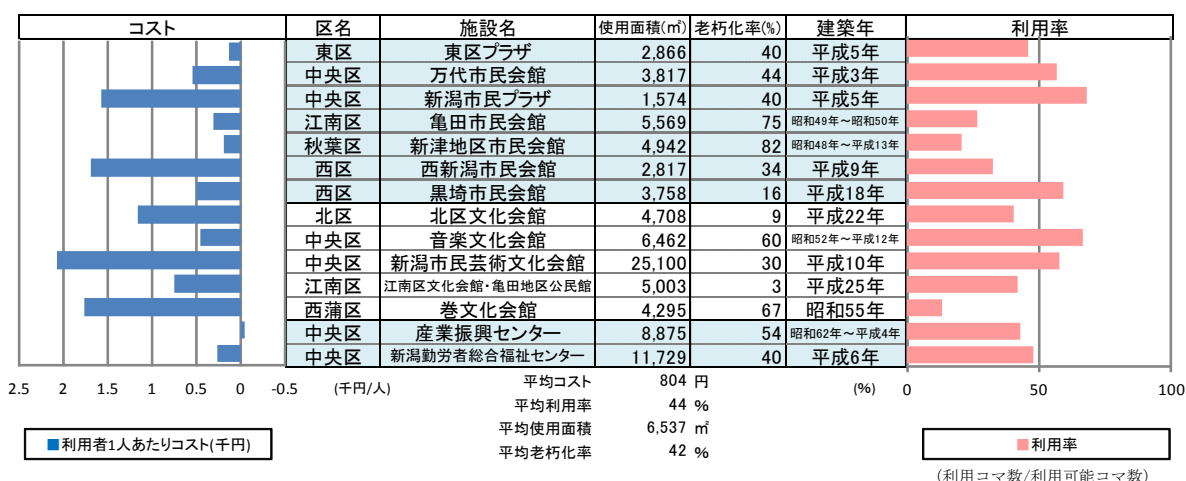 コスト 区名 施設名 使用面積(㎡) 老朽化率(%) 建築年 利用率
東区 東区プラザ 2,866 40 平成5年
中央区 万代市民会館 3,817 44 平成3年
中央区 新潟市民プラザ 1,574 40 平成5年
江南区 亀田市民会館 5,569 75 昭和49年～昭和50年
秋葉区 新津地区市民会館 4,942 82 昭和48年～平成13年
西区 西新潟市民会館 2,817 34 平成9年
西区 黒埼市民会館 3,758 16 平成18年
北区 北区文化会館 4,708 9 平成22年
中央区 音楽文化会館 6,462 60 昭和52年～平成12年
中央区 新潟市民芸術文化会館 25,100 30 平成10年
江南区 江南区文化会館・亀田地区公民館 5,003 3 平成25年
西蒲区 巻文化会館 4,295 67 昭和55年
中央区 産業振興センター 8,875 54 昭和62年～平成4年
中央区 新潟勤労者総合福祉センター 11,729 40 平成6年
2.5 2 1.5 1 0.5 0 -0.5 (千円/人) (%) 0 50 100
平均コスト 804 円
平均利用率 44 %
平均使用面積 6,537 ㎡
平均老朽化率 42 %
利用者1人あたりコスト(千円)
利用率
(利用コマ数/利用可能コマ数)